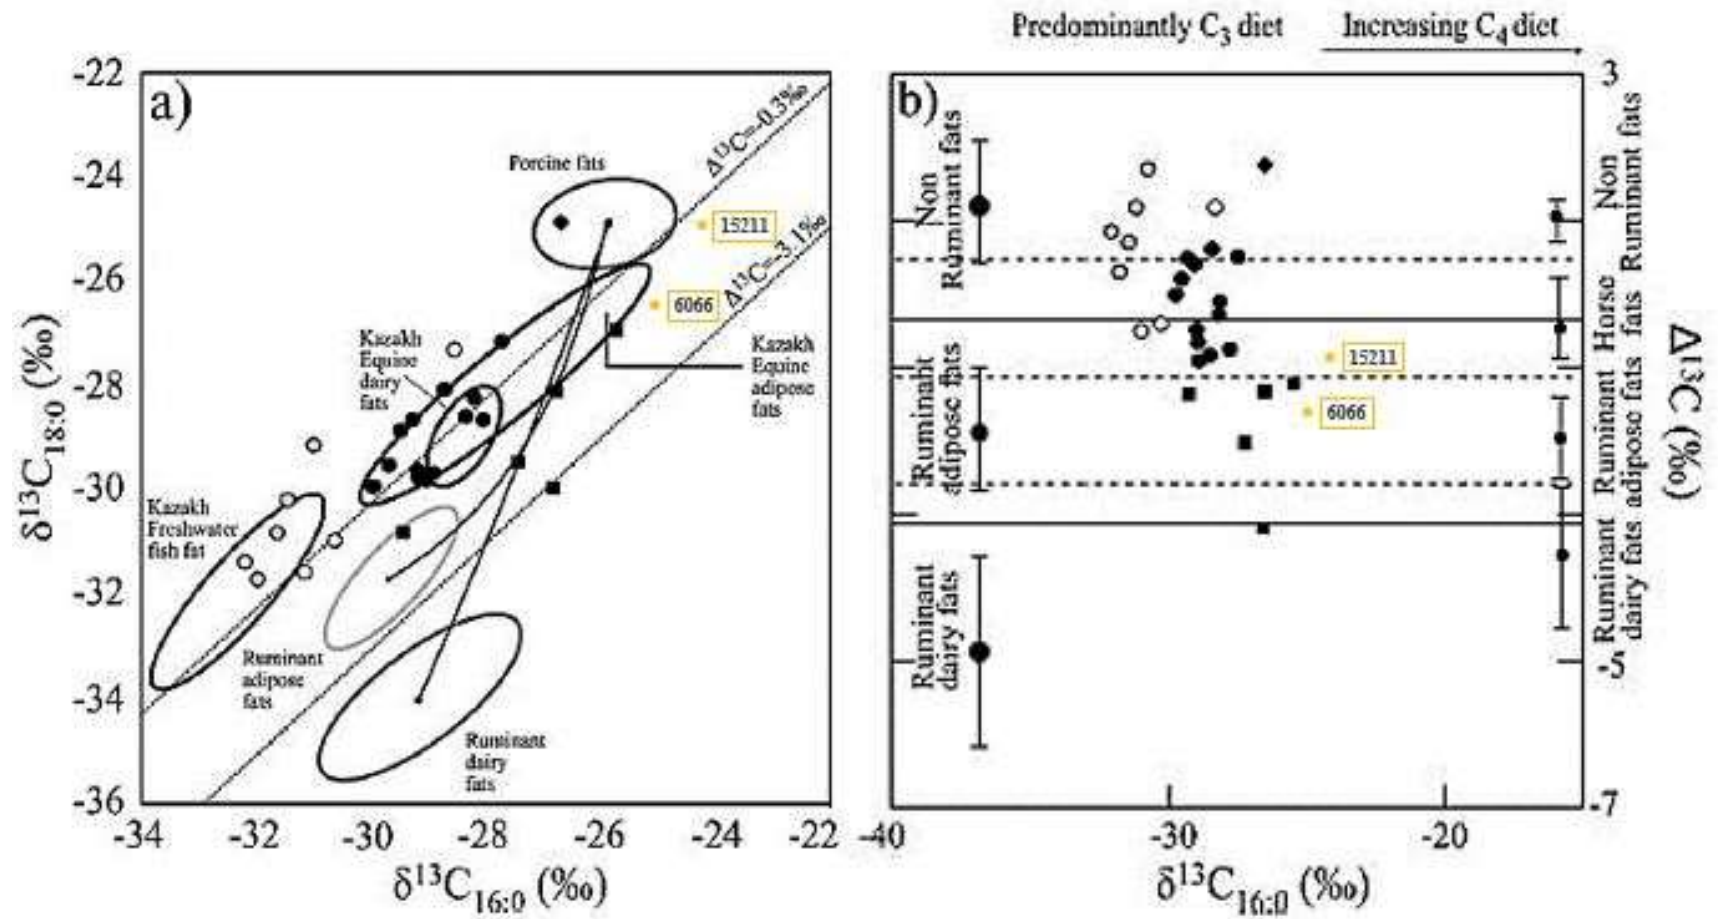 Predominantly C₃ diet
Increasing C₄ diet
a)
-22
-24
-26
-28
-30
-32
-34
-36
-34
-32
-30
-28
-26
-24
-22
δ¹³C₁₈:₀ (‰)
δ¹³C₁₆:₀ (‰)
Δ¹³C=-0.3‰
Δ¹³C=-3.1‰
Porcine fats
15211
6066
Kazakh
Equine
dairy
fats
Kazakh
Equine
adipose
fats
Kazakh
Freshwater
fish fat
Ruminant
adipose
fats
Ruminant
dairy
fats
b)
Non
Ruminant fats
Ruminant
adipose fats
Ruminant
dairy fats
15211
6066
Non
Ruminant fats
Horse
fats
Ruminant
adipose fats
Ruminant
dairy fats
3
-5
-7
-40
-30
-20
Δ¹³C (‰)
δ¹³C₁₆:₀ (‰)